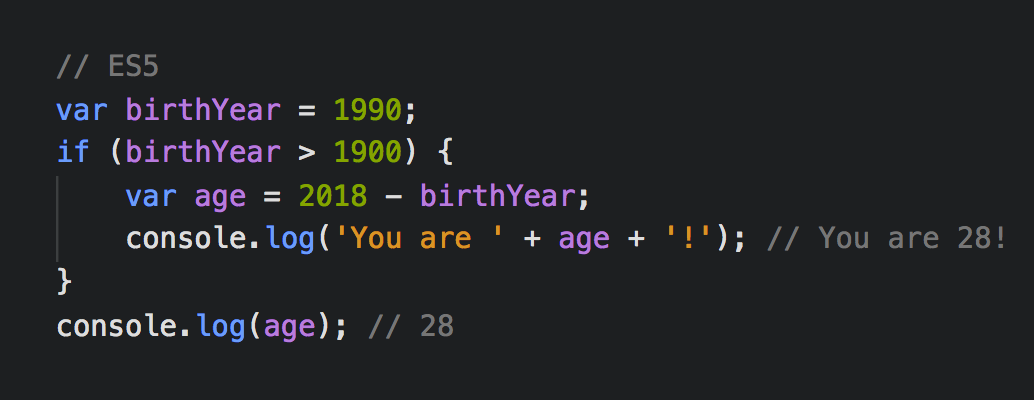 // ES5
var birthYear = 1990;
if (birthYear > 1900) {
    var age = 2018 - birthYear;
    console.log('You are ' + age + '!'); // You are 28!
}
console.log(age); // 28